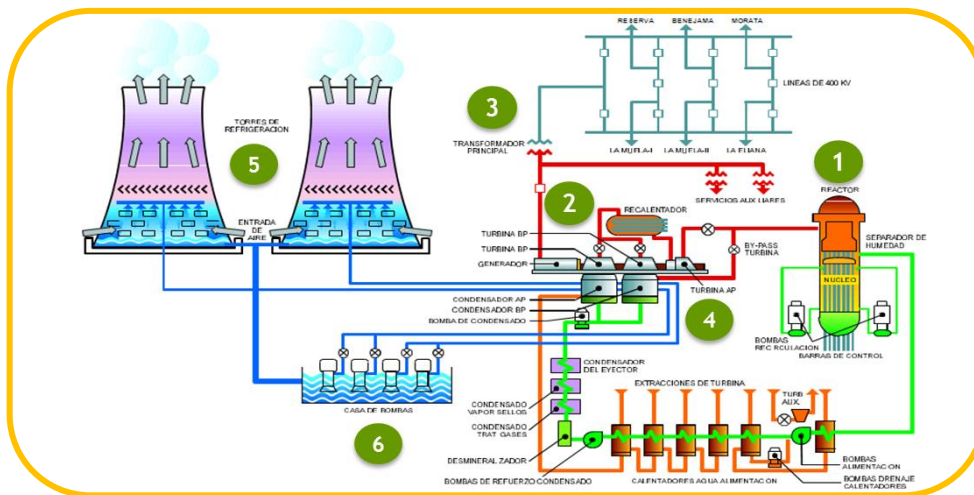 RESERVA
BENEJAMA
MORATA
LINEAS DE 400 KV
3
TRANSFORMADOR
PRINCIPAL
LA MUELA-I
LA MUELA-II
LA ELIANA
TORRES DE
REFRIGERACION
5
1
REACTOR
SERVICIOS AUXILIARES
2
RECALENTADOR
ENTRADA
DE
AIRE
TURBINA BP
TURBINA BP
GENERADOR
BY-PASS
TURBINA
SEPARADOR DE
HUMEDAD
NUCLEO
TURBINA AP
CONDENSADOR AP
CONDENSADOR BP
BOMBA DE CONDENSADO
4
BOMBAS
REC RCULACION
BARRAS DE CONTROL
CONDENSADOR
DEL EYECTOR
EXTRACCIONES DE TURBINA
TURB
AUX.
CASA DE BOMBAS
CONDENSADO
VAPOR SELLOS
CONDENSADO
TRAT GASES
6
DESMINERAL ZADOR
BOMBAS DE REFUERZO CONDENSADO
CALENTADORES AGUA ALIMENTACION
BOMBAS
ALIMENTACION
BOMBAS DRENAJE
CALENTADORES